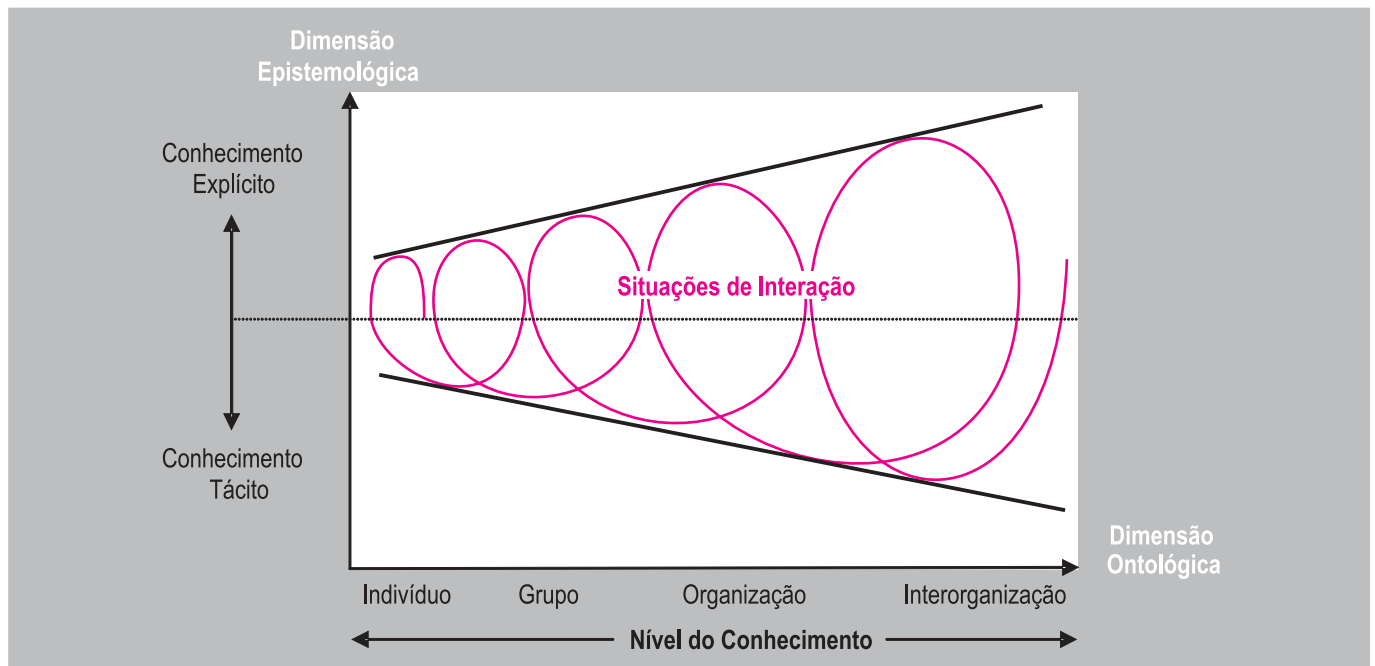 Dimensão
Epistemológica
Conhecimento
Explícito
Situações de Interação
Conhecimento
Tácito
Dimensão
Ontológica
Indivíduo
Grupo
Organização
Interorganização
Nível do Conhecimento